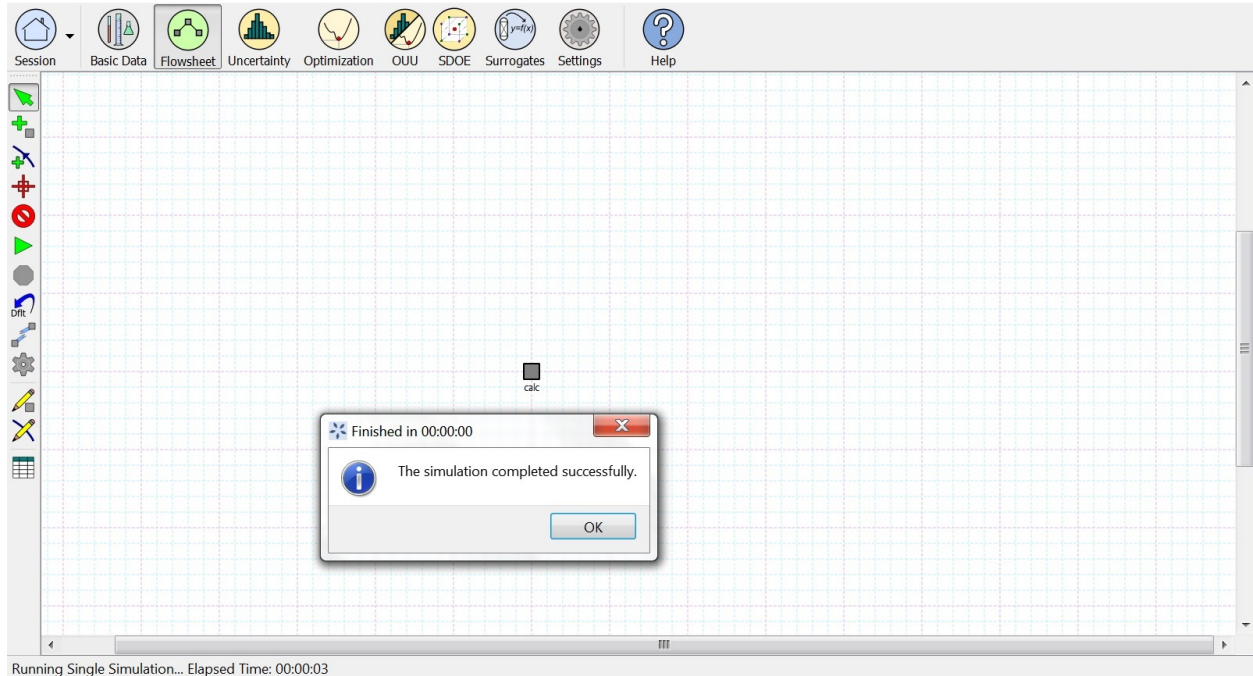 Session
Basic Data
Flowsheet
Uncertainty
Optimization
OUU
SDOE
y=f(x)
Surrogates
Settings
Help
Dflt
calc
Finished in 00:00:00
The simulation completed successfully.
OK
Running Single Simulation... Elapsed Time: 00:00:03